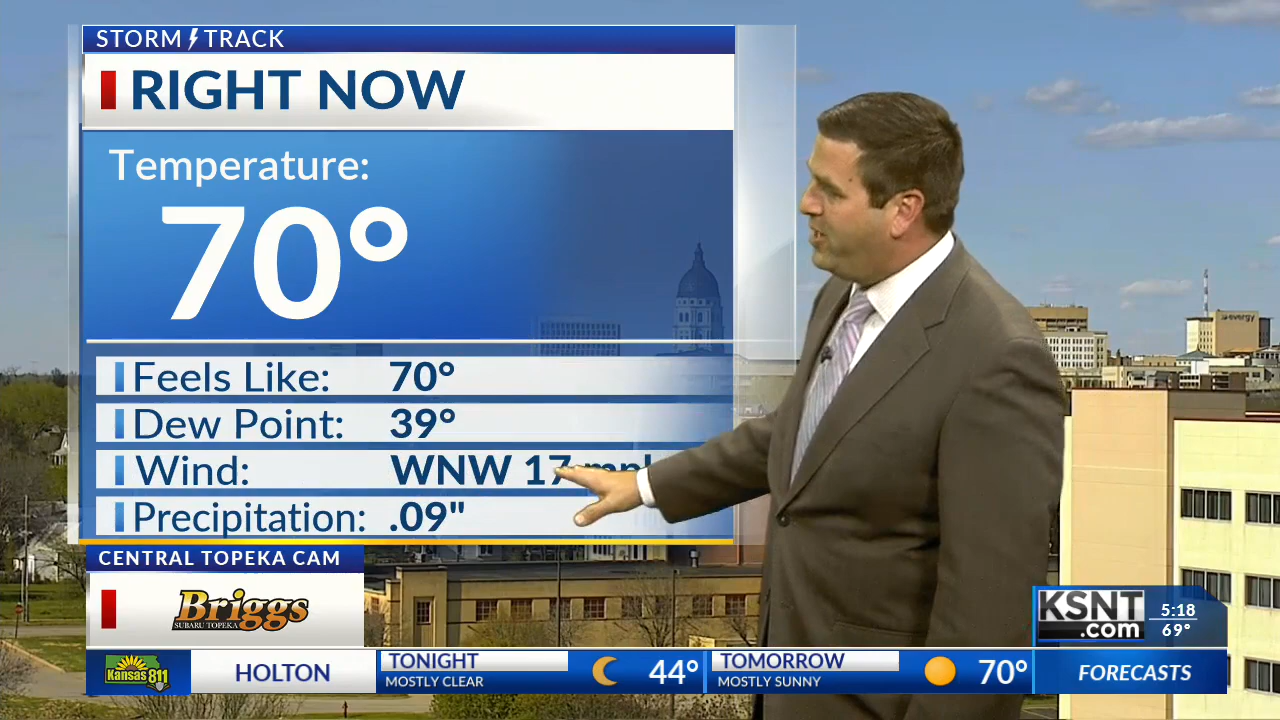 STORM TRACK
RIGHT NOW
Temperature:
70°
Feels Like: 70°
Dew Point: 39°
Wind: WNW 17 mph
Precipitation: .09"
CENTRAL TOPEKA CAM
Briggs
SUBARU TOPEKA
evergy
KSNT
.com
5:18
69°
Kansas 811
HOLTON
TONIGHT
MOSTLY CLEAR
44°
TOMORROW
MOSTLY SUNNY
70°
FORECASTS